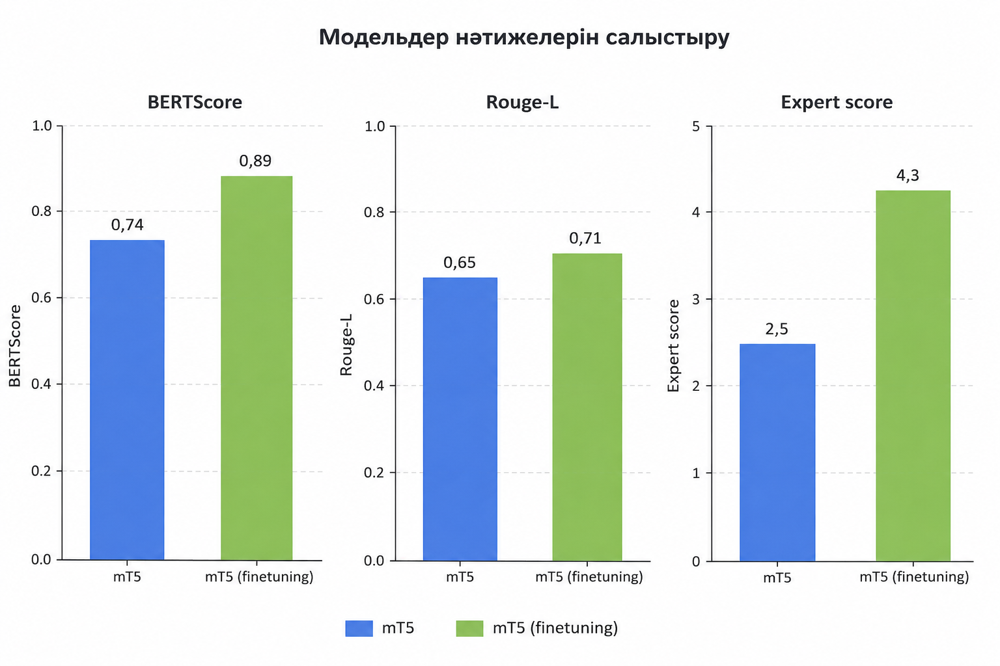 Модельдер нәтижелерін салыстыру
BERTScore
1.0
0.8
0.6
0.4
0.2
0.0
BERTScore
0,74
0,89
mT5
mT5 (finetuning)
Rouge-L
1.0
0.8
0.6
0.4
0.2
0.0
Rouge-L
0,65
0,71
mT5
mT5 (finetuning)
Expert score
5
4
3
2
1
0
Expert score
2,5
4,3
mT5
mT5 (finetuning)
mT5
mT5 (finetuning)